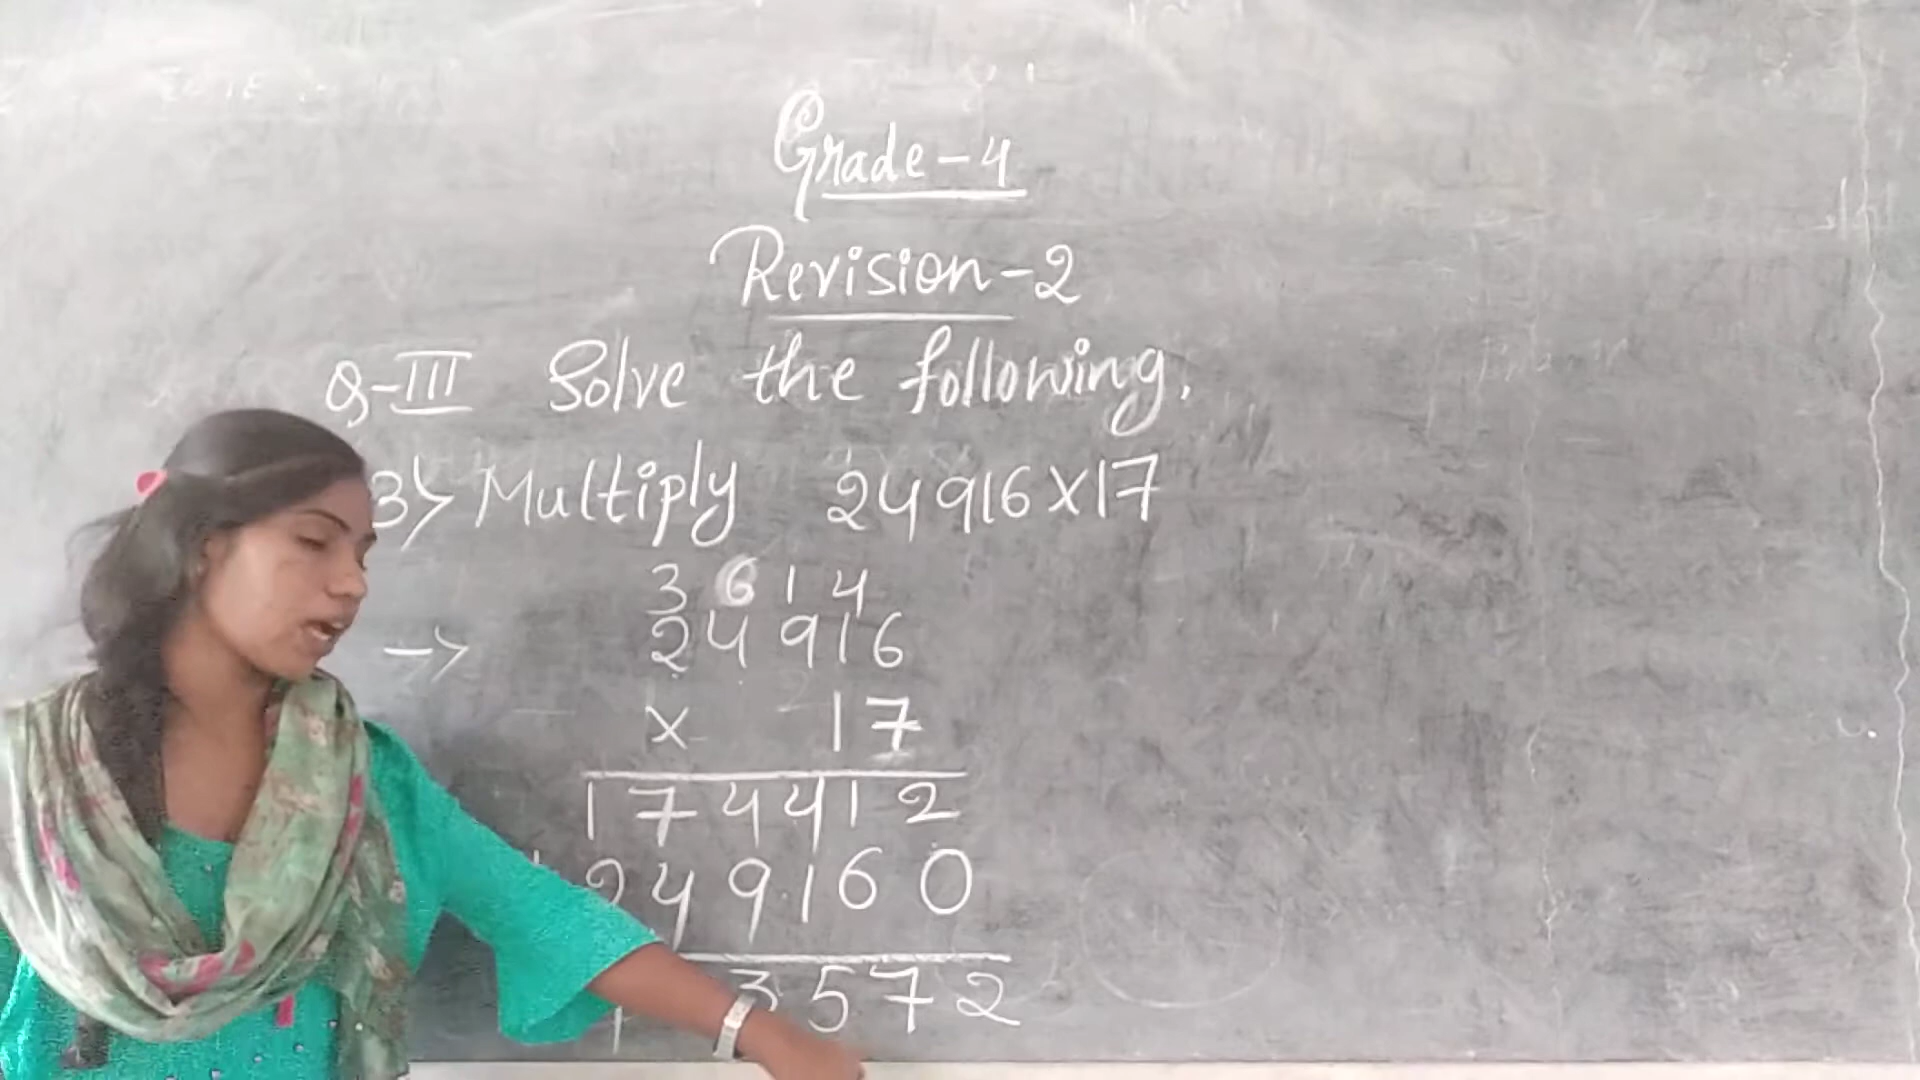 Grade-4
Revision-2
Q-III Solve the following.
3) Multiply 24916×17
3 6 1 4
→ 24916
× 17
174412
249160
3572